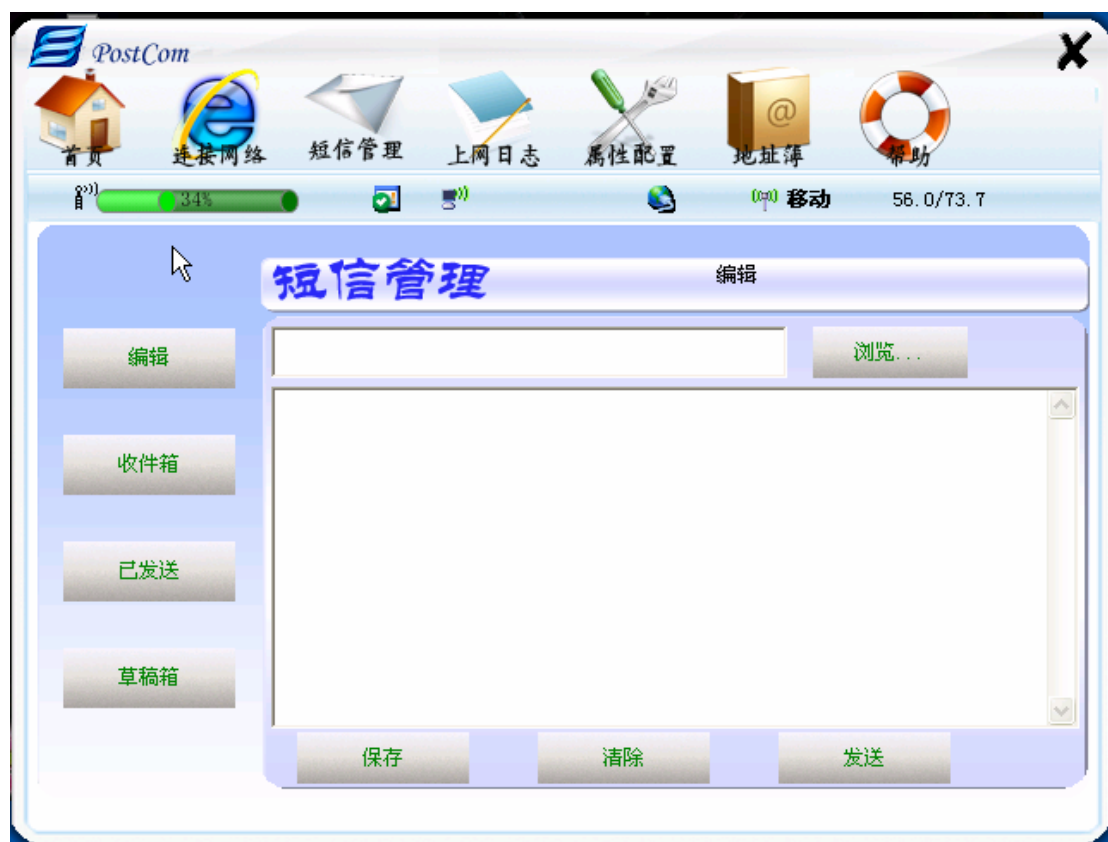 PostCom
首页 连接网络 短信管理 上网日志 属性配置 地址簿 帮助
34% 移动 56.0/73.7
短信管理 编辑
编辑 浏览...
收件箱
已发送
草稿箱
保存 清除 发送